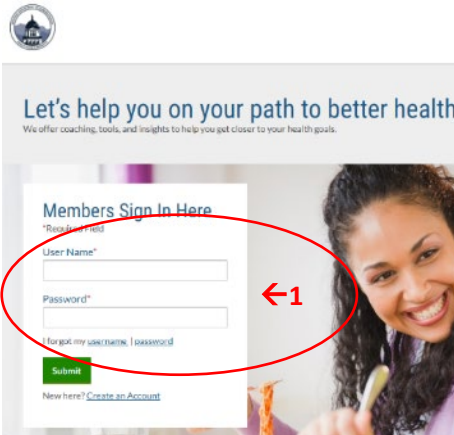 Let's help you on your path to better health
We offer coaching, tools, and insights to help you get closer to your health goals.
Members Sign In Here
*Required Field
User Name*
Password*
←1
I forgot my username | password
Submit
New here? Create an Account